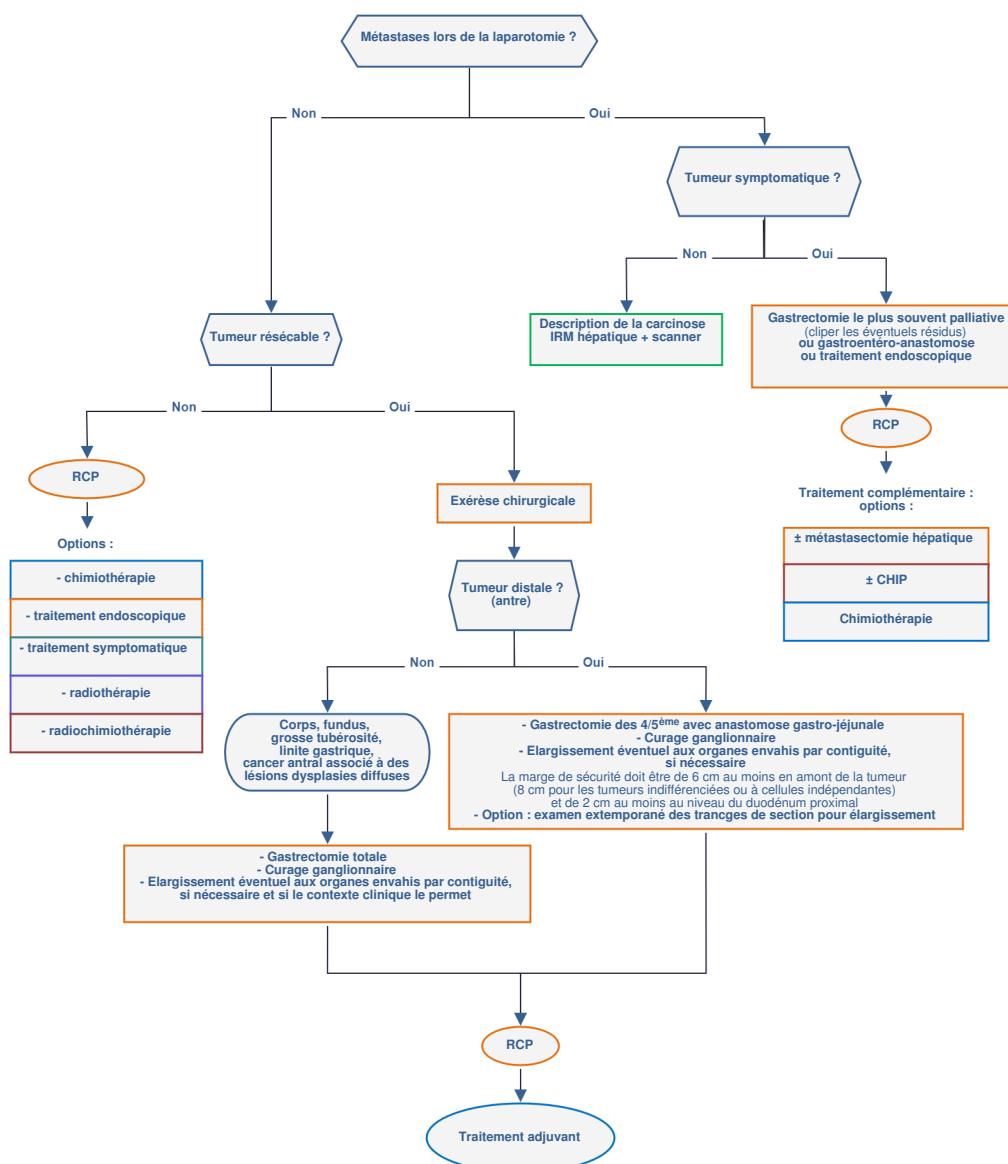 Métastases lors de la laparotomie ?
Non
Oui
Tumeur symptomatique ?
Non
Oui
Tumeur résécable ?
Description de la carcinose
IRM hépatique + scanner
Gastrectomie le plus souvent palliative
(cliper les éventuels résidus)
ou gastroentéro-anastomose
ou traitement endoscopique
Non
Oui
RCP
RCP
Exérèse chirurgicale
Traitement complémentaire :
options :
± métastasectomie hépatique
± CHIP
Chimiothérapie
Options :
- chimiothérapie
- traitement endoscopique
- traitement symptomatique
- radiothérapie
- radiochimiothérapie
Tumeur distale ?
(antre)
Non
Oui
Corps, fundus,
grosse tubérosité,
linite gastrique,
cancer antral associé à des
lésions dysplasies diffuses
- Gastrectomie des 4/5ème avec anastomose gastro-jéjunale
- Curage ganglionnaire
- Elargissement éventuel aux organes envahis par contiguité,
si nécessaire
La marge de sécurité doit être de 6 cm au moins en amont de la tumeur
(8 cm pour les tumeurs indifférenciées ou à cellules indépendantes)
et de 2 cm au moins au niveau du duodénum proximal
- Option : examen extemporané des trancges de section pour élargissement
- Gastrectomie totale
- Curage ganglionnaire
- Elargissement éventuel aux organes envahis par contiguité,
si nécessaire et si le contexte clinique le permet
RCP
Traitement adjuvant